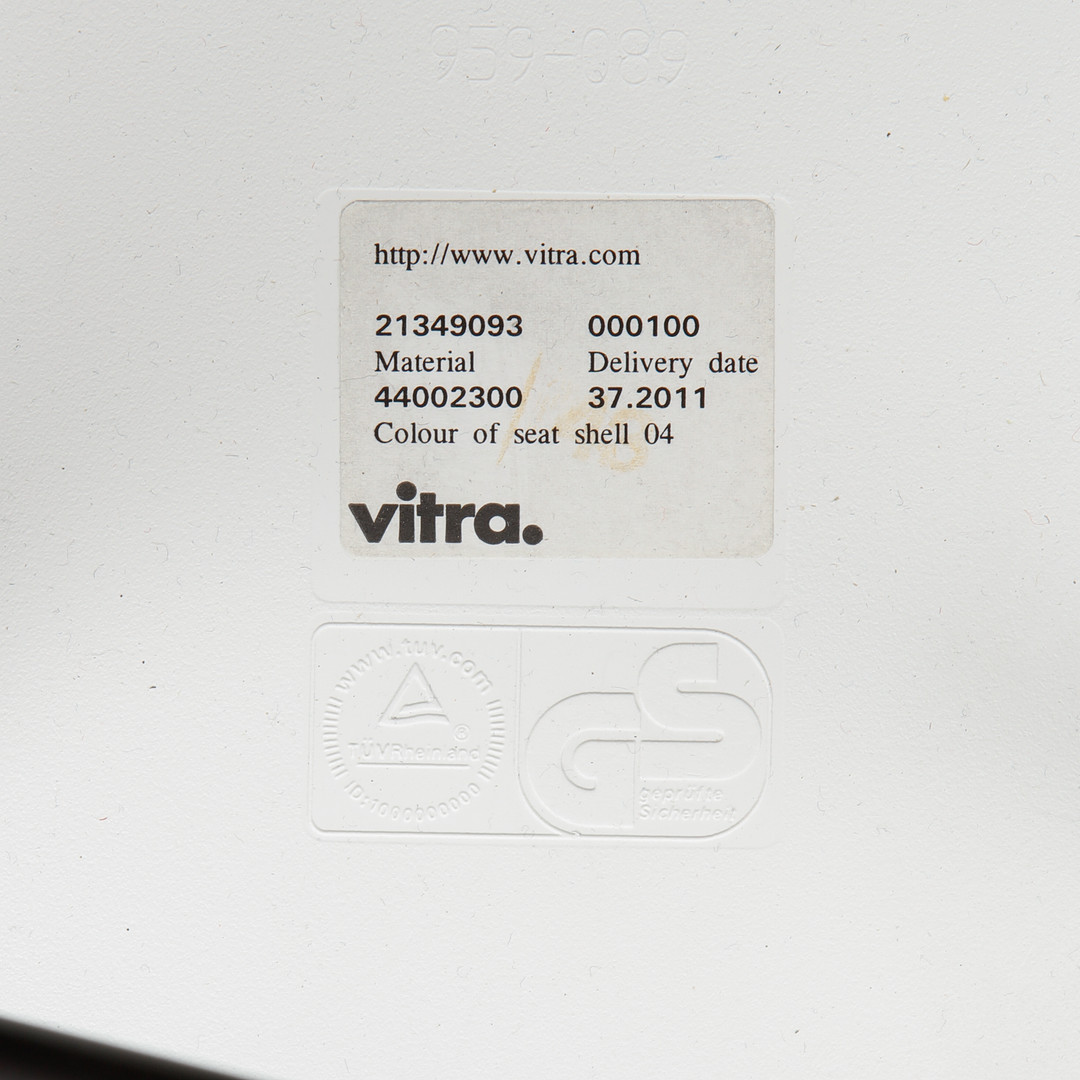 959-089
http://www.vitra.com
21349093 000100
Material Delivery date
44002300 37.2011
Colour of seat shell 04
vitra.
www.tuv.com
TÜVRheinland
®
ID:1000000000
GS
geprüfte
Sicherheit